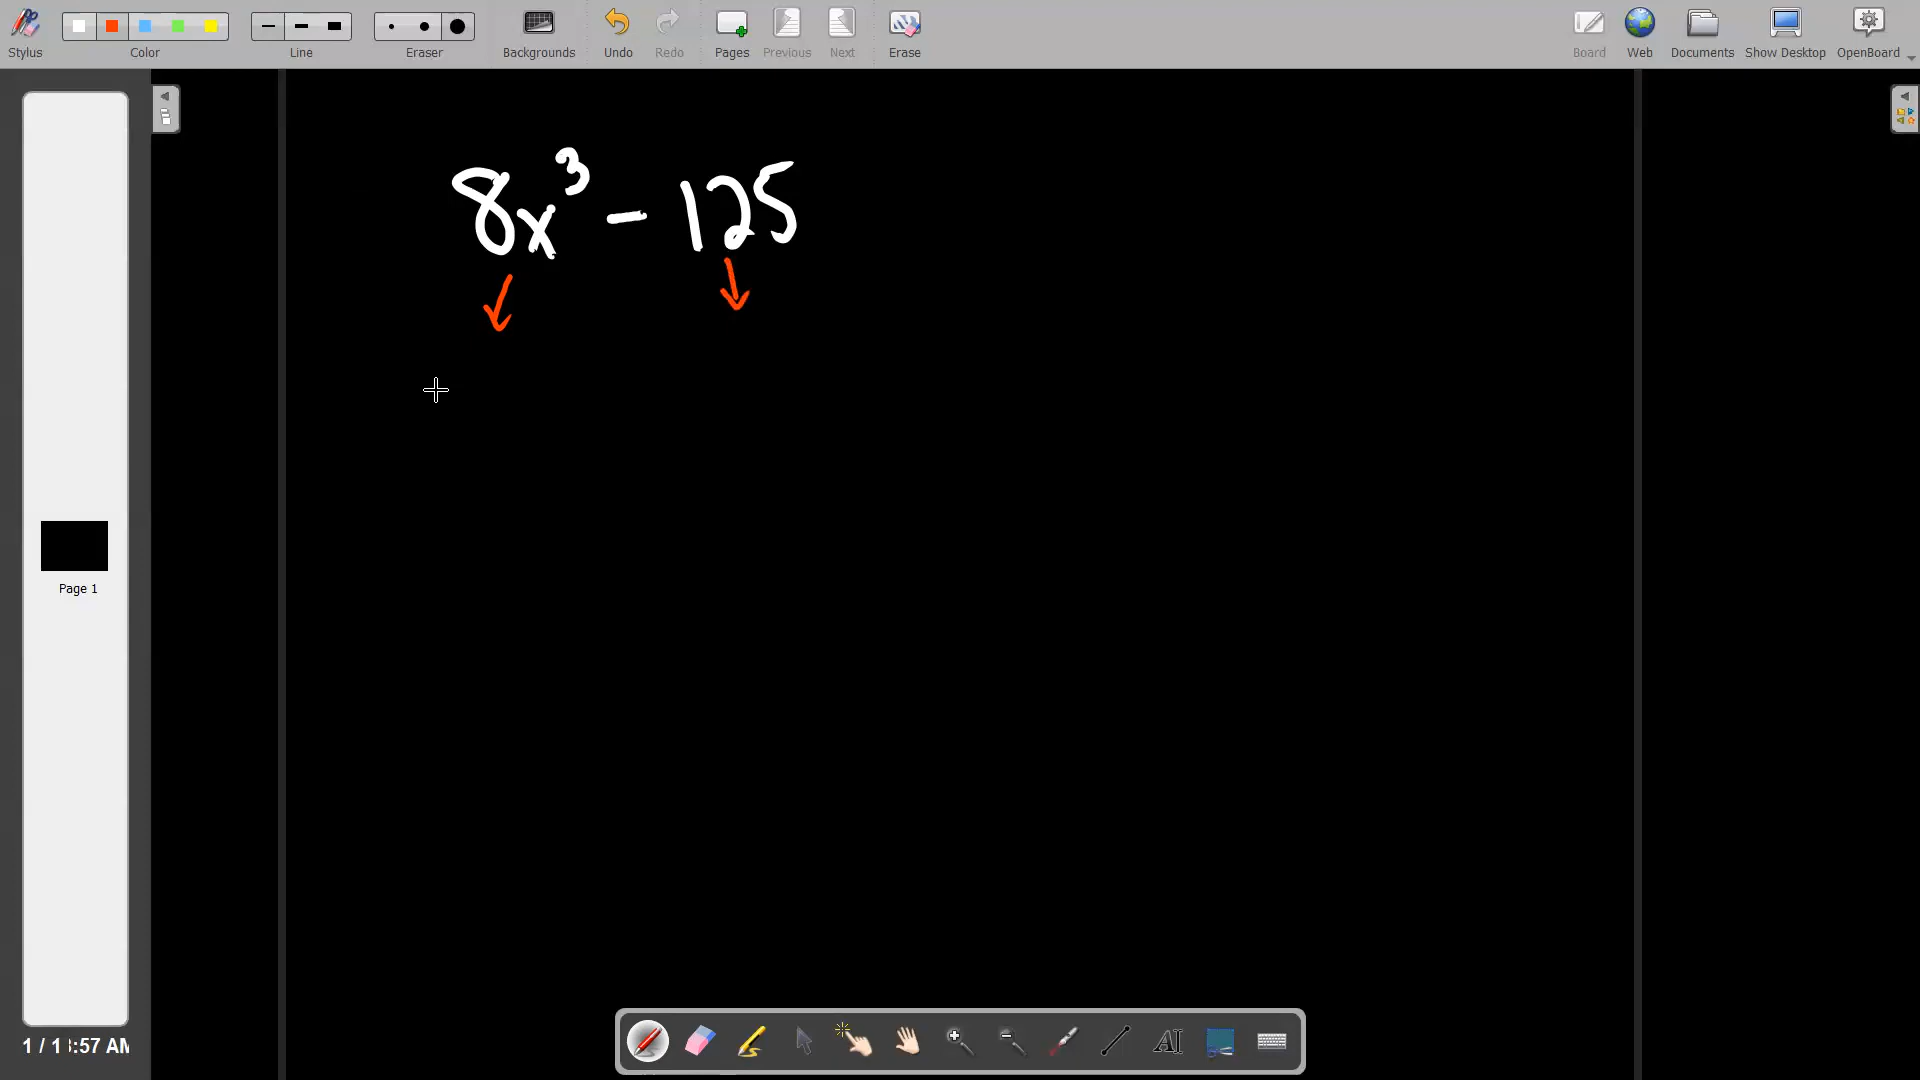 Stylus Color Line Eraser Backgrounds Undo Redo Pages Previous Next Erase Board Web Documents Show Desktop OpenBoard
8x³ - 125
Page 1
AI